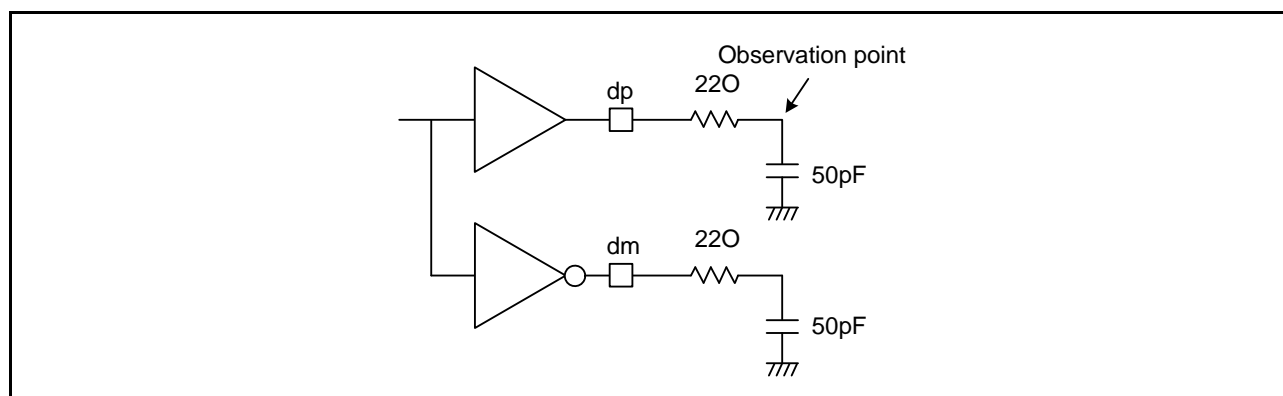 Observation point
dp
22O
50pF
dm
22O
50pF